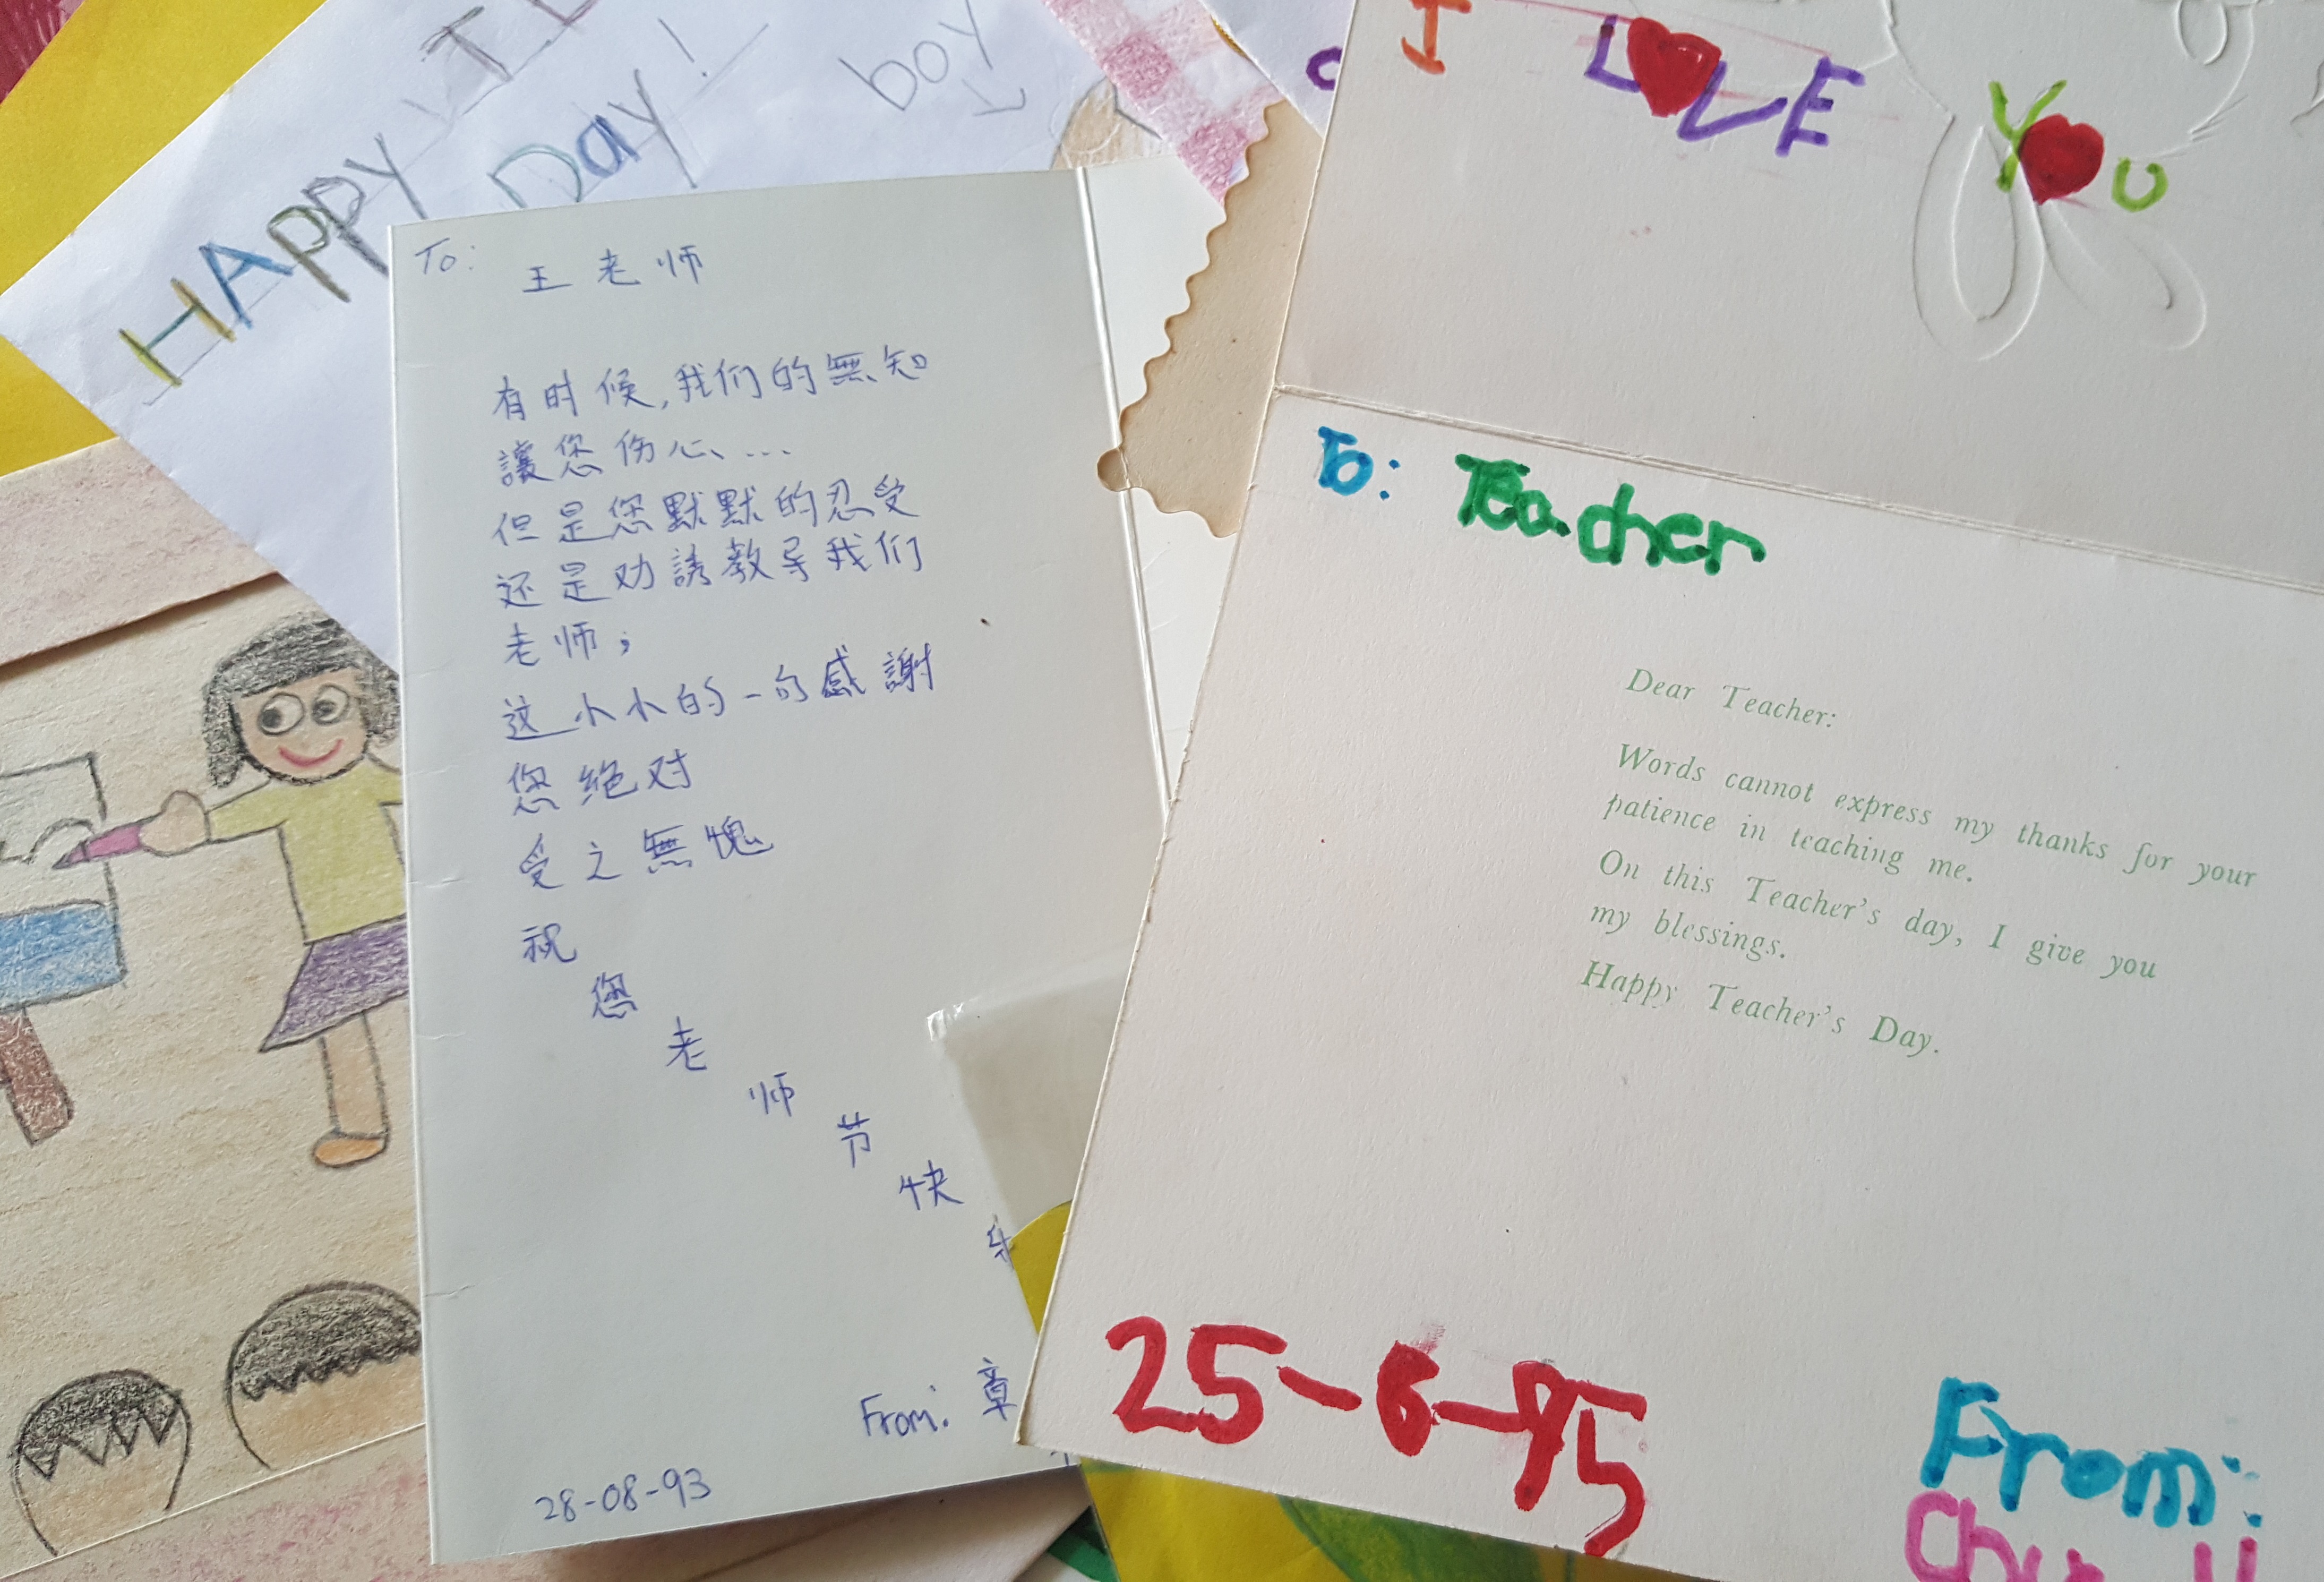 HAPPY
Day!
boy
To: 王老师
有时候,我们的無知
讓您伤心...
但是您默默的忍受
还是劝誘教导我们
老师;
这小小的一句感謝
您絕对
受之無愧
祝
您
老
师
节
快
From: 章
28-08-93
I LOVE YOU
To: Teacher
Dear Teacher:
Words cannot express my thanks for your
patience in teaching me.
On this Teacher's day, I give you
my blessings.
Happy Teacher's Day.
25-6-95
From: